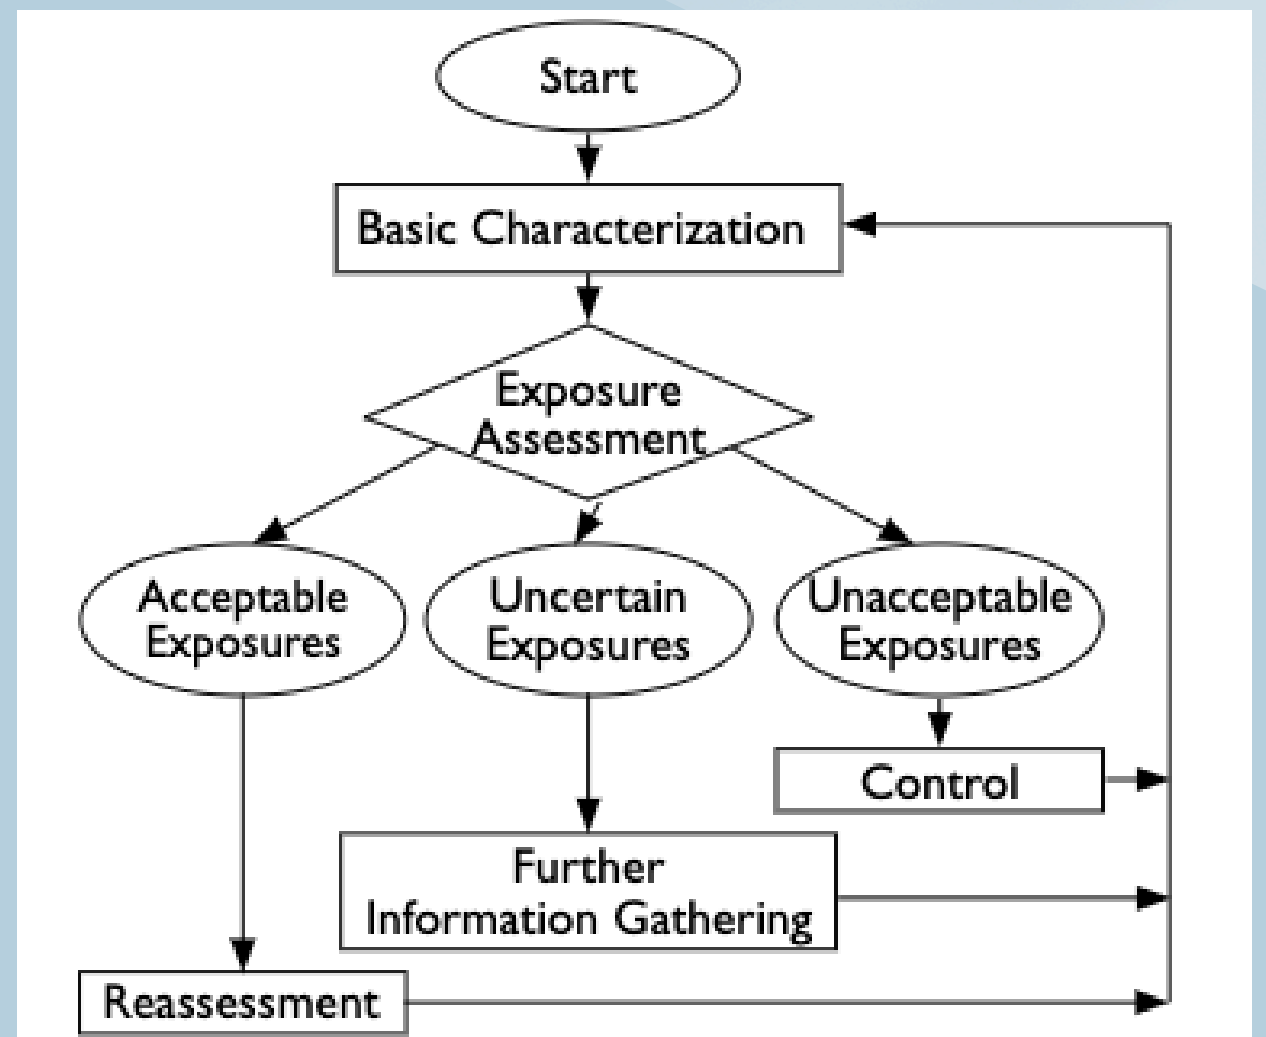 Start
Basic Characterization
Exposure
Assessment
Acceptable
Exposures
Uncertain
Exposures
Unacceptable
Exposures
Control
Further
Information Gathering
Reassessment